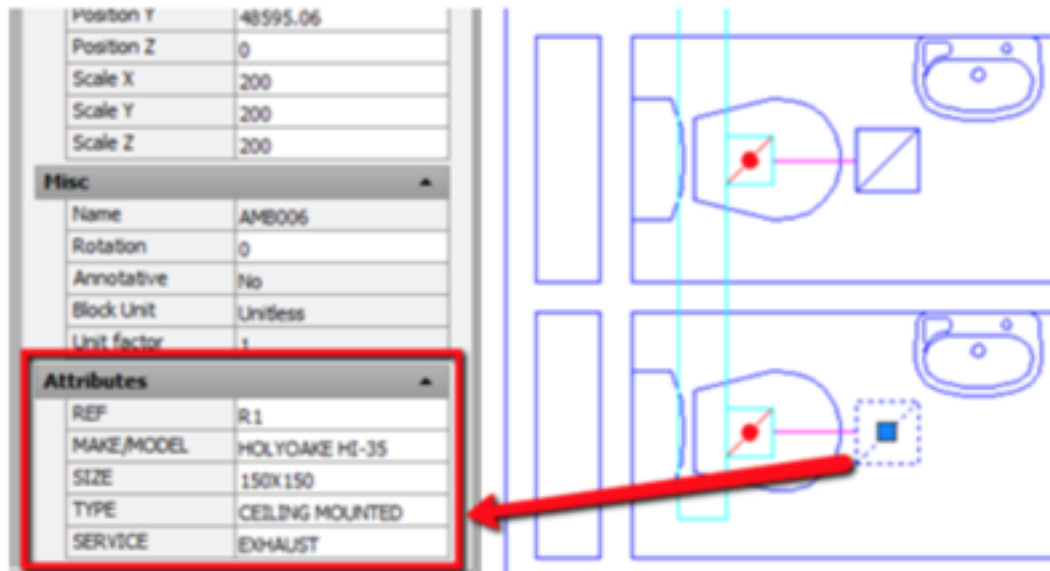 Position Y 48595.06
Position Z 0
Scale X 200
Scale Y 200
Scale Z 200
Misc
Name AMB006
Rotation 0
Annotative No
Block Unit Unitless
Unit factor 1
Attributes
REF R1
MAKE/MODEL HOLYOAKE HI-35
SIZE 150X150
TYPE CEILING MOUNTED
SERVICE EXHAUST